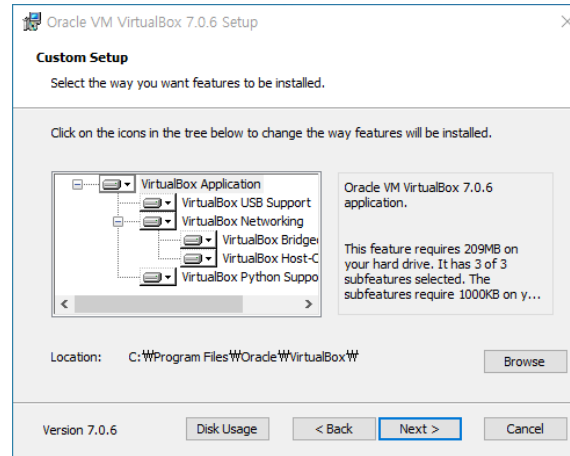 Oracle VM VirtualBox 7.0.6 Setup
Custom Setup
Select the way you want features to be installed.
Click on the icons in the tree below to change the way features will be installed.
VirtualBox Application
VirtualBox USB Support
VirtualBox Networking
VirtualBox Bridge
VirtualBox Host-C
VirtualBox Python Suppo
Oracle VM VirtualBox 7.0.6
application.
This feature requires 209MB on
your hard drive. It has 3 of 3
subfeatures selected. The
subfeatures require 1000KB on y...
Location: C:₩Program Files₩Oracle₩VirtualBox₩
Browse
Version 7.0.6
Disk Usage
< Back
Next >
Cancel